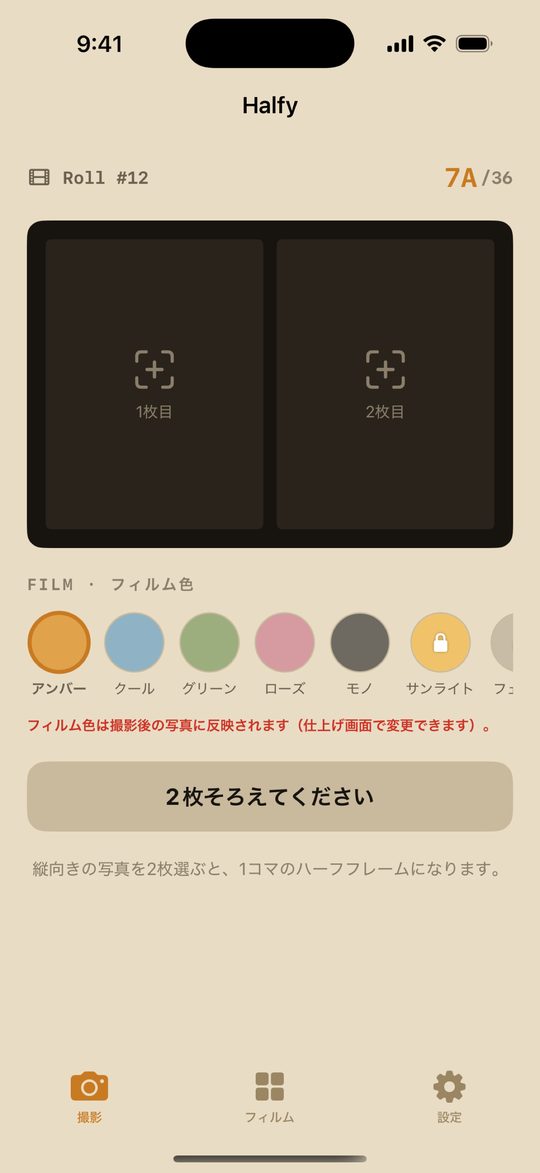 9:41
Halfy
Roll #12
7A/36
1枚目
2枚目
FILM · フィルム色
アンバー
クール
グリーン
ローズ
モノ
サンライト
フェ
フィルム色は撮影後の写真に反映されます（仕上げ画面で変更できます）。
2枚そろえてください
縦向きの写真を2枚選ぶと、1コマのハーフフレームになります。
撮影
フィルム
設定